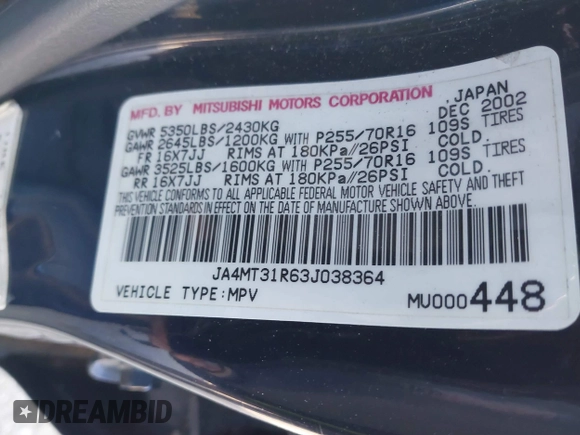 MFD. BY MITSUBISHI MOTORS CORPORATION, JAPAN
GVWR 5350LBS/2430KG DEC 2002
GAWR 2645LBS/1200KG WITH P255/70R16 109S TIRES
FR 16X7JJ RIMS AT 180KPa//26PSI COLD.
GAWR 3525LBS/1600KG WITH P255/70R16 109S TIRES
RR 16X7JJ RIMS AT 180KPa//26PSI COLD.
THIS VEHICLE CONFORMS TO ALL APPLICABLE FEDERAL MOTOR VEHICLE SAFETY AND THEFT
PREVENTION STANDARDS IN EFFECT ON THE DATE OF MANUFACTURE SHOWN ABOVE.
JA4MT31R63J038364
VEHICLE TYPE:MPV MU000448
DREAMBID